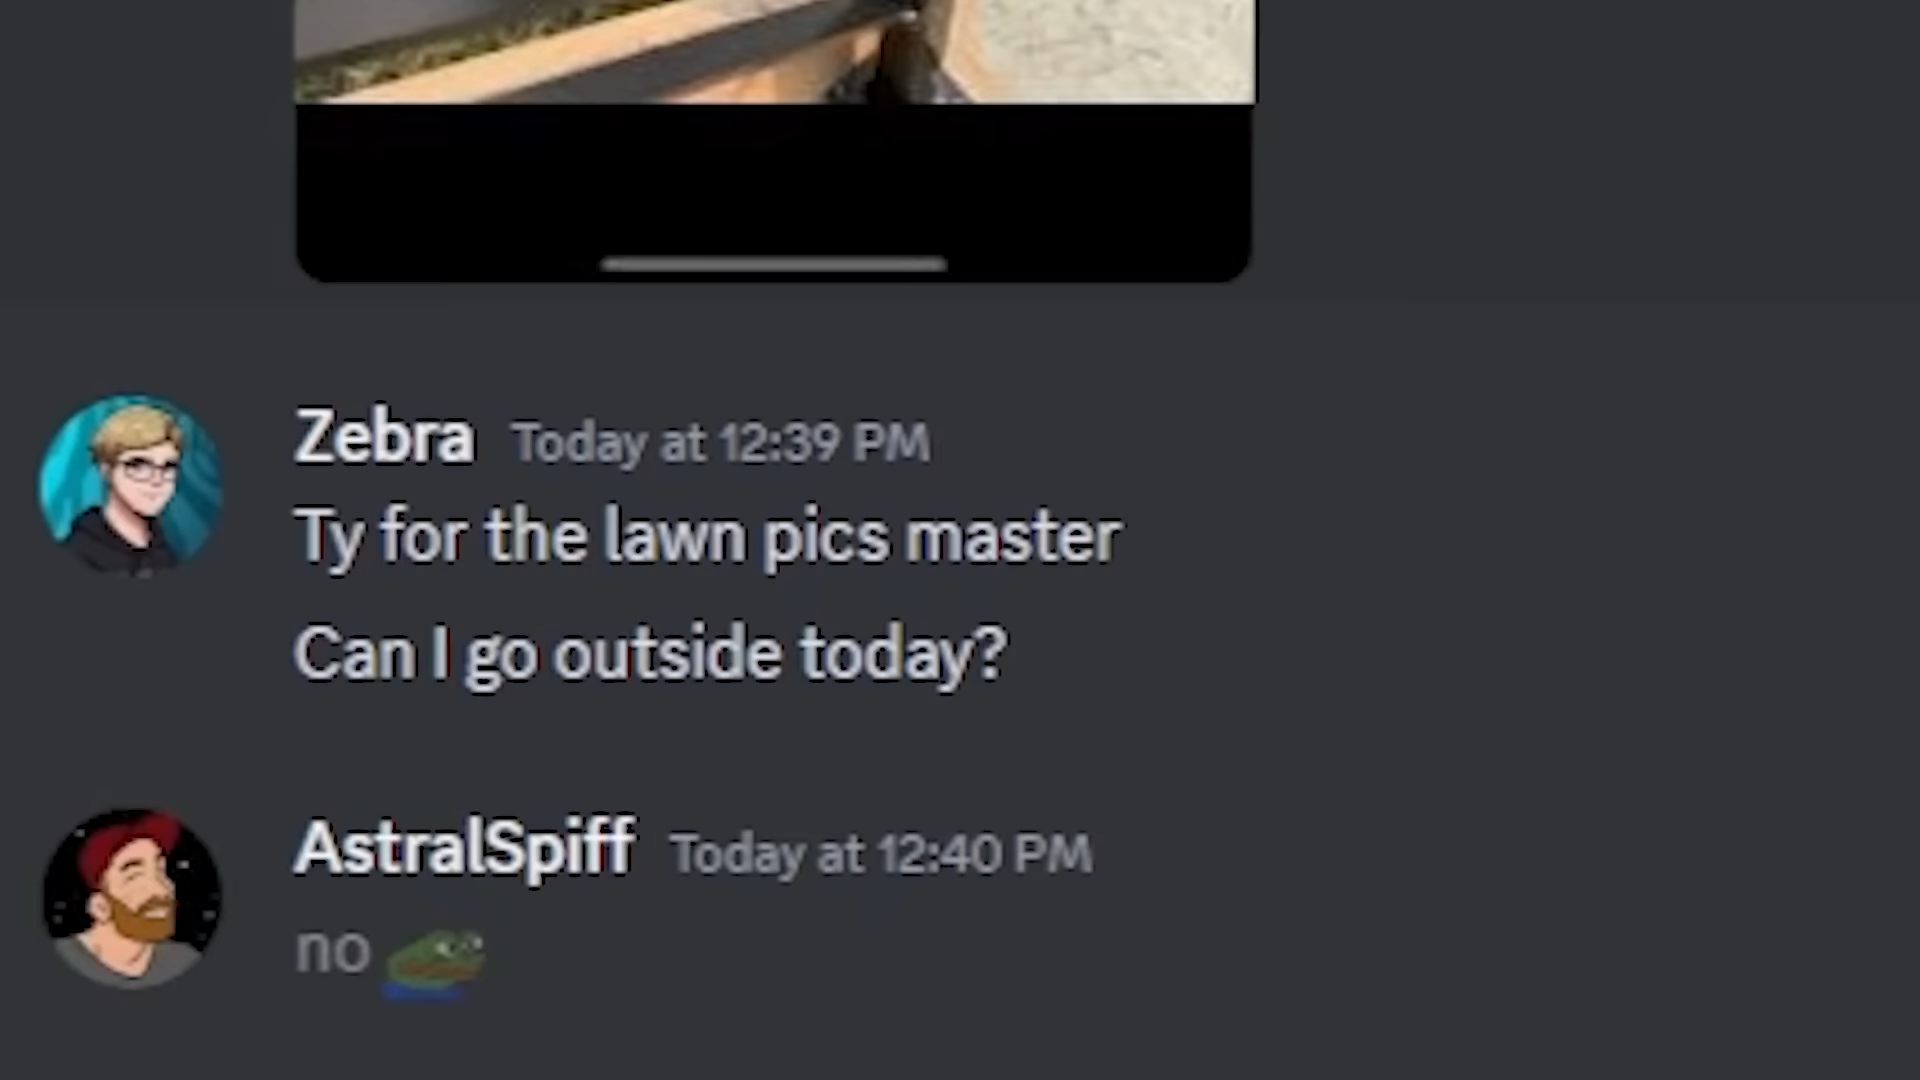 Zebra Today at 12:39 PM
Ty for the lawn pics master
Can I go outside today?
AstralSpiff Today at 12:40 PM
no